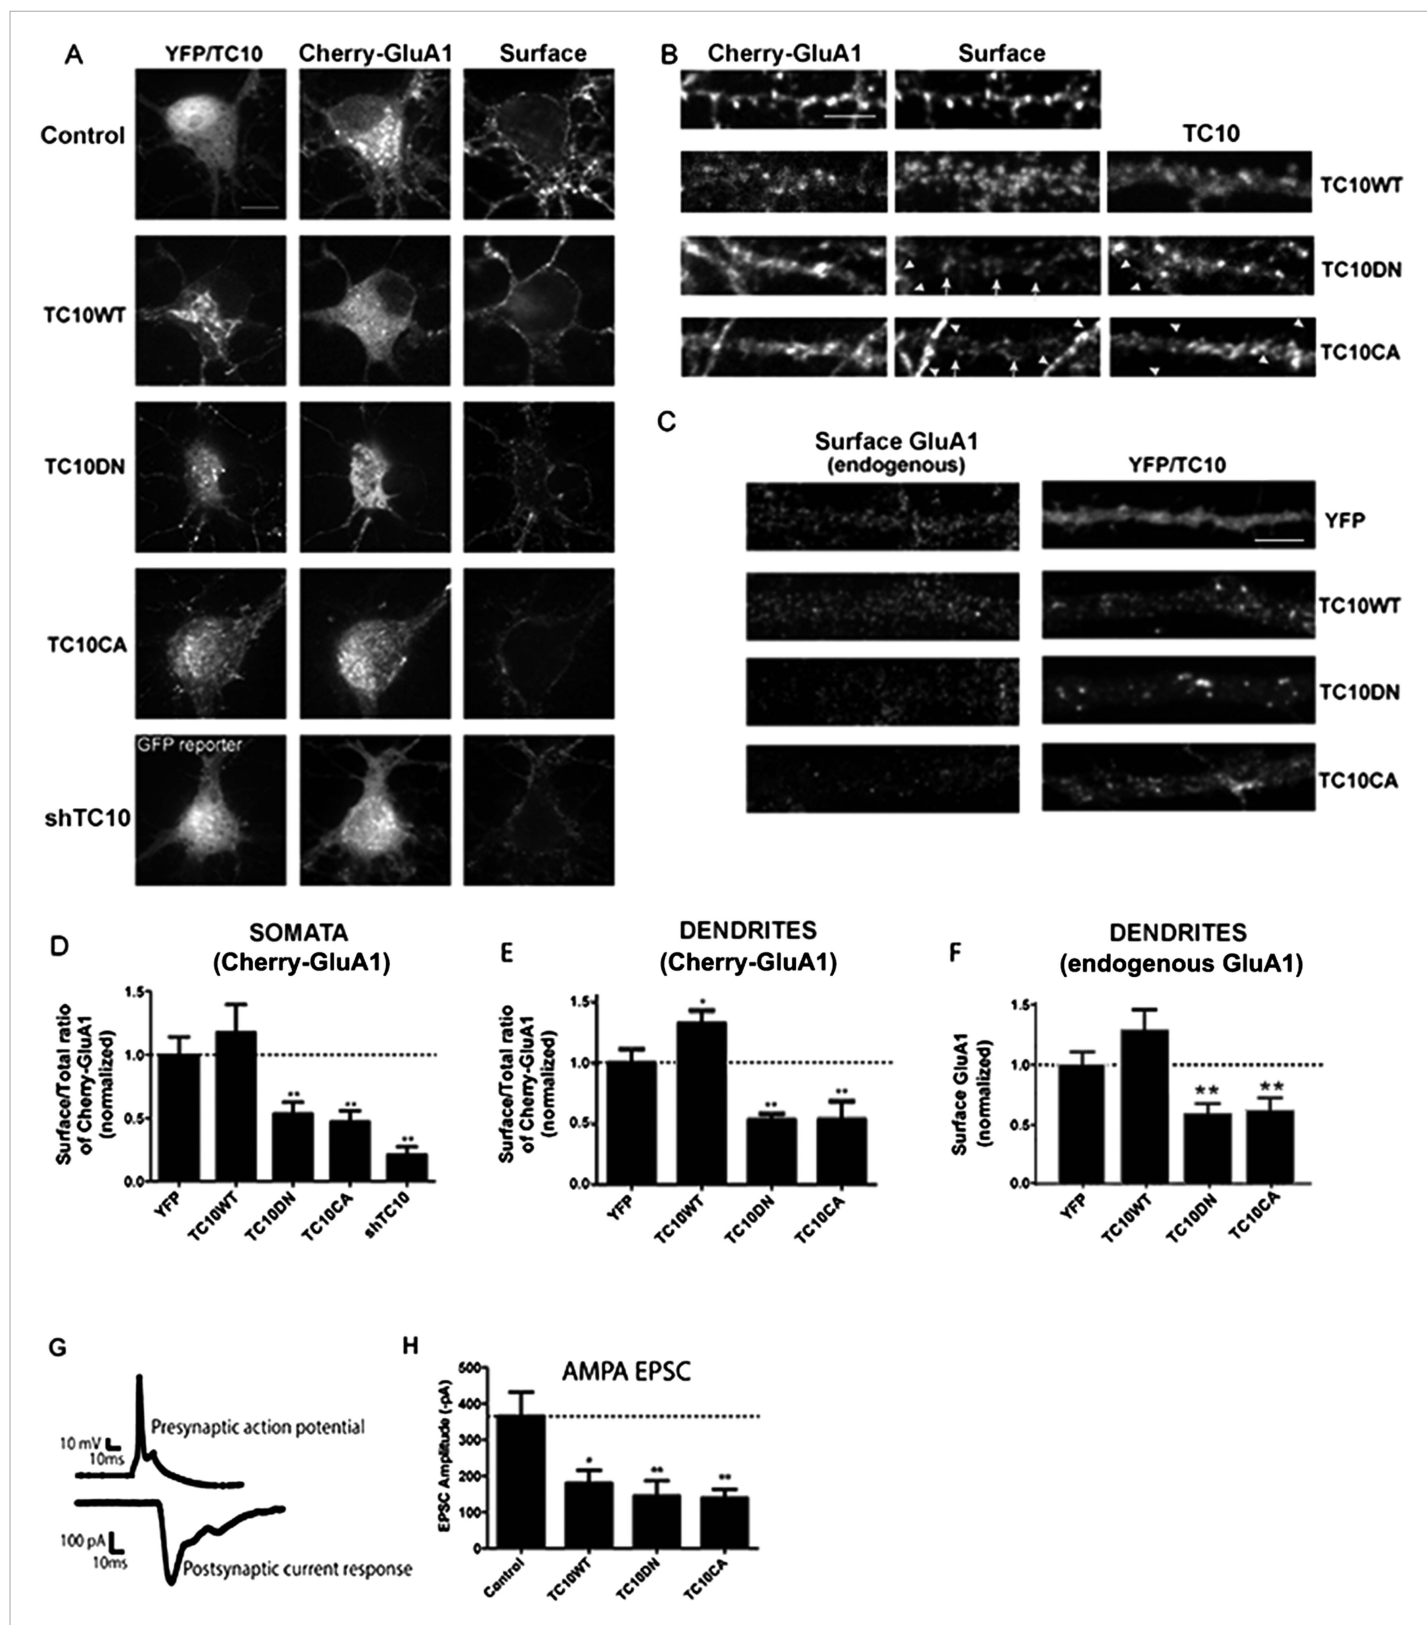 A
YFP/TC10 Cherry-GluA1 Surface
Control
TC10WT
TC10DN
TC10CA
GFP reporter
shTC10
B
Cherry-GluA1 Surface
TC10
TC10WT
TC10DN
TC10CA
C
Surface GluA1
(endogenous)
YFP/TC10
YFP
TC10WT
TC10DN
TC10CA
D
SOMATA
(Cherry-GluA1)
Surface/Total ratio
of Cherry-GluA1
(normalized)
1.5
1.0
0.5
0.0
**
**
**
YFP TC10WT TC10DN TC10CA shTC10
E
DENDRITES
(Cherry-GluA1)
Surface/Total ratio
of Cherry-GluA1
(normalized)
1.5
1.0
0.5
0.0
*
**
**
YFP TC10WT TC10DN TC10CA
F
DENDRITES
(endogenous GluA1)
Surface GluA1
(normalized)
1.5
1.0
0.5
0.0
**
**
YFP TC10WT TC10DN TC10CA
G
Presynaptic action potential
10 mV
10ms
100 pA
10ms
Postsynaptic current response
H
AMPA EPSC
EPSC Amplitude (-pA)
500
400
300
200
100
0
*
**
**
Control TC10WT TC10DN TC10CA